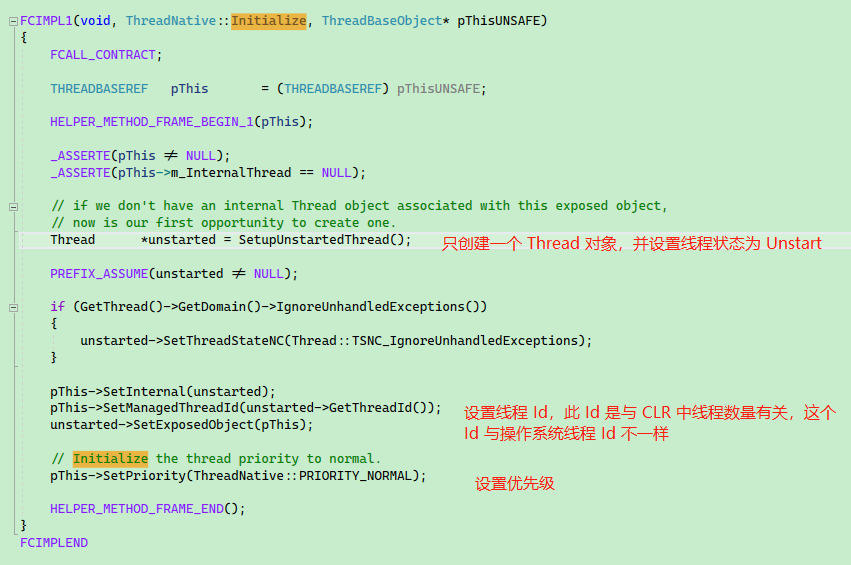 FCIMPL1(void, ThreadNative::Initialize, ThreadBaseObject* pThisUNSAFE)
{
FCALL_CONTRACT;
THREADBASEREF pThis = (THREADBASEREF) pThisUNSAFE;
HELPER_METHOD_FRAME_BEGIN_1(pThis);
_ASSERTE(pThis ≠ NULL);
_ASSERTE(pThis->m_InternalThread == NULL);
// if we don't have an internal Thread object associated with this exposed object,
// now is our first opportunity to create one.
Thread *unstarted = SetupUnstartedThread(); 只创建一个 Thread 对象，并设置线程状态为 Unstart
PREFIX_ASSUME(unstarted ≠ NULL);
if (GetThread()->GetDomain()->IgnoreUnhandledExceptions())
{
unstarted->SetThreadStateNC(Thread::TSNC_IgnoreUnhandledExceptions);
}
pThis->SetInternal(unstarted);
pThis->SetManagedThreadId(unstarted->GetThreadId()); 设置线程 Id，此 Id 是与 CLR 中线程数量有关，这个
unstarted->SetExposedObject(pThis); Id 与操作系统线程 Id 不一样
// Initialize the thread priority to normal.
pThis->SetPriority(ThreadNative::PRIORITY_NORMAL); 设置优先级
HELPER_METHOD_FRAME_END();
}
FCIMPLEND